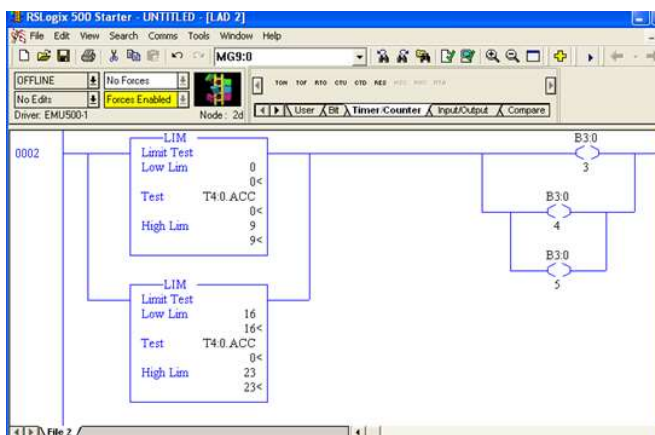 RSLogix 500 Starter - UNTITLED - [LAD 2]
File Edit View Search Comms Tools Window Help
MG9:0
OFFLINE No Forces
No Edits Forces Enabled
Driver: EMU500-1 Node: 2d
TON TOF RTO CTU CTD RES
User Bit Timer/Counter Input/Output Compare
0002
LIM
Limit Test
Low Lim 0
0<
Test T4:0.ACC
0<
High Lim 9
9<
B3:0
3
B3:0
4
B3:0
5
LIM
Limit Test
Low Lim 16
16<
Test T4:0.ACC
0<
High Lim 23
23<
File 2